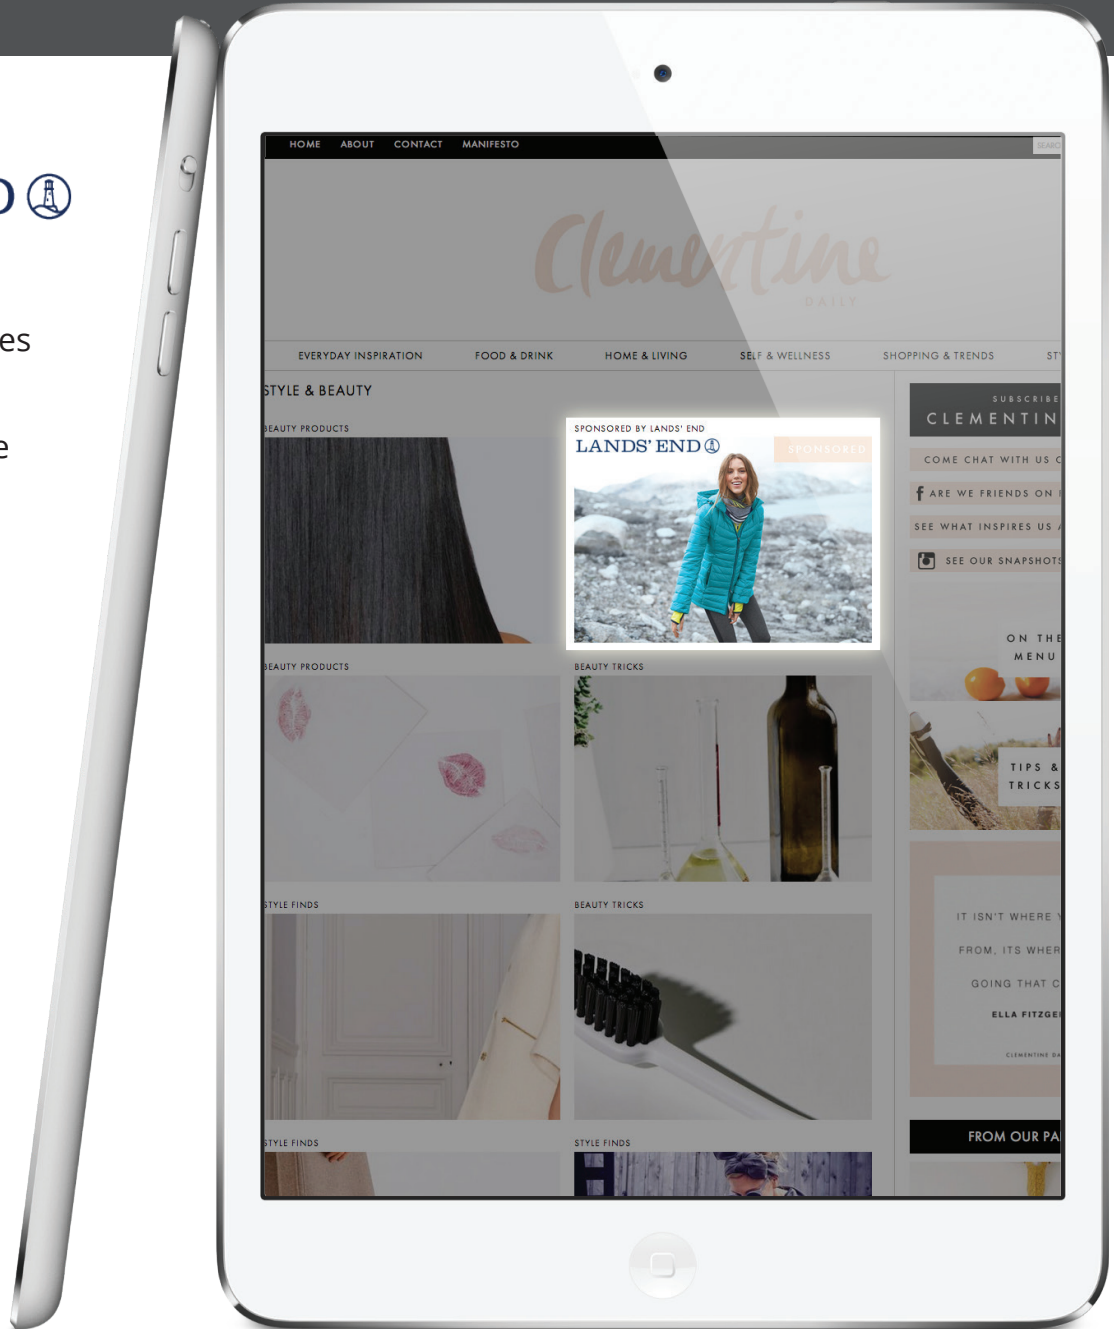 HOME ABOUT CONTACT MANIFESTO
Clementine
DAILY
EVERYDAY INSPIRATION FOOD & DRINK HOME & LIVING SELF & WELLNESS SHOPPING & TRENDS
STYLE & BEAUTY
BEAUTY PRODUCTS
SPONSORED BY LANDS' END
LANDS' END
SPONSORED
BEAUTY PRODUCTS
BEAUTY TRICKS
STYLE FINDS
BEAUTY TRICKS
STYLE FINDS
STYLE FINDS
SUBSCRIBE
CLEMENTIN
COME CHAT WITH US
ARE WE FRIENDS ON
SEE WHAT INSPIRES US
SEE OUR SNAPSHOTS
ON THE
MENU
TIPS &
TRICKS
IT ISN'T WHERE
FROM, ITS WHER
GOING THAT C
ELLA FITZGE
CLEMENTINE DA
FROM OUR PA
es
e